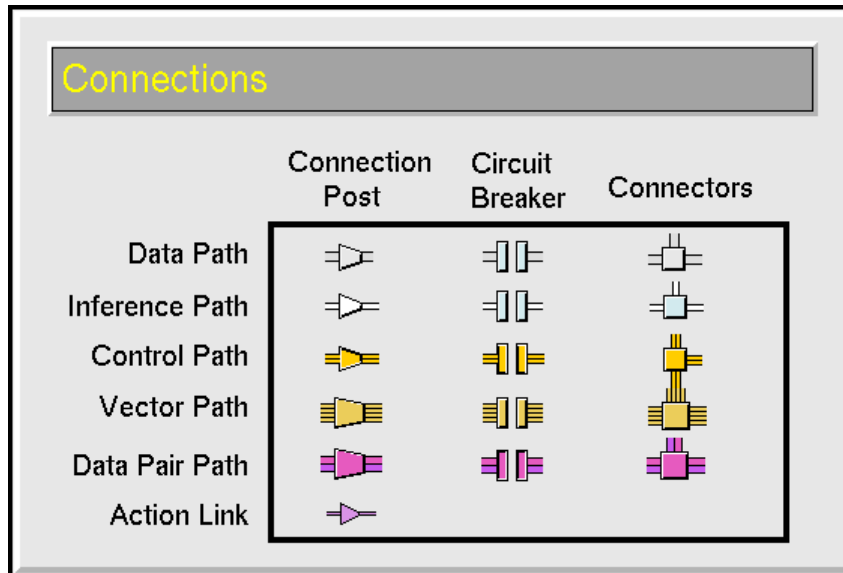 Connections
Connection
Post
Circuit
Breaker
Connectors
Data Path
Inference Path
Control Path
Vector Path
Data Pair Path
Action Link